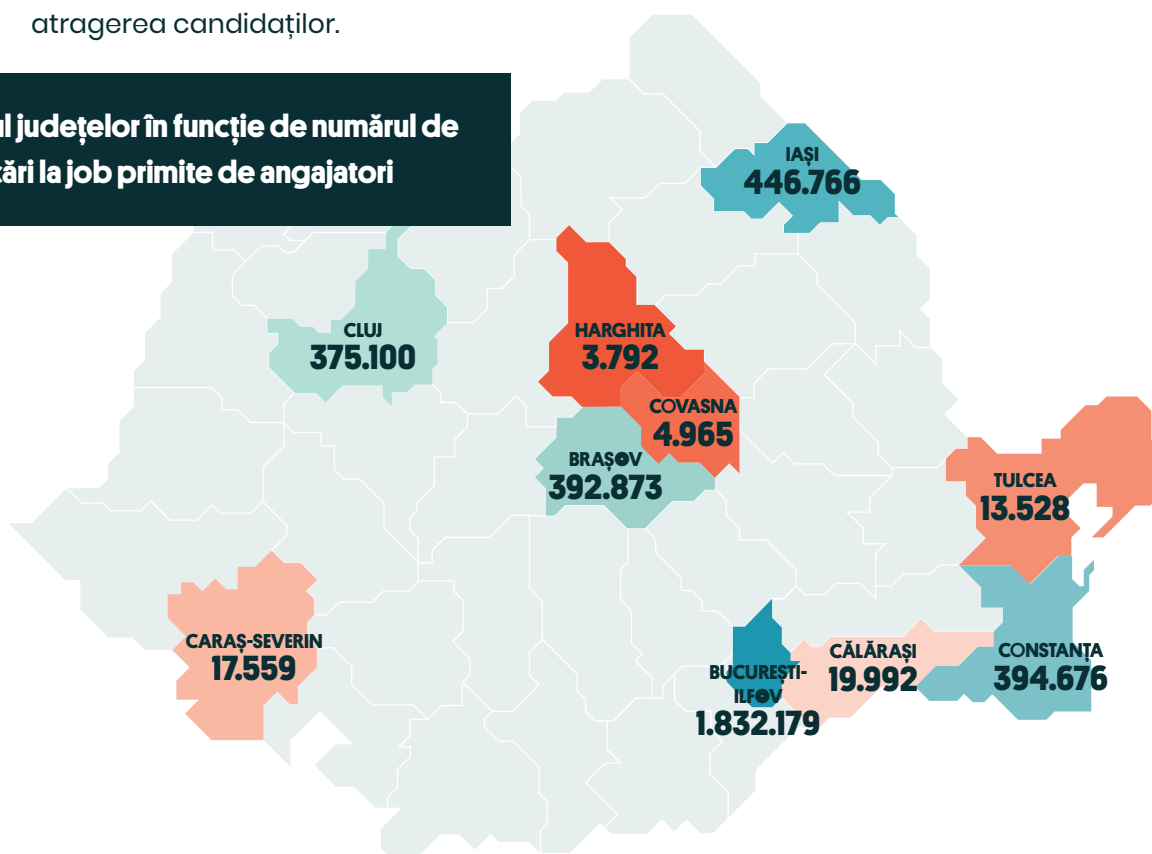 atragerea candidaților.
județelor în funcție de numărul de
la job primite de angajatori
IAȘI
446.766
CLUJ
375.100
HARGHITA
3.792
COVASNA
4.965
BRAȘOV
392.873
TULCEA
13.528
CARAȘ-SEVERIN
17.559
BUCUREȘTI-
ILFOV
1.832.179
CĂLĂRAȘI
19.992
CONSTANȚA
394.676